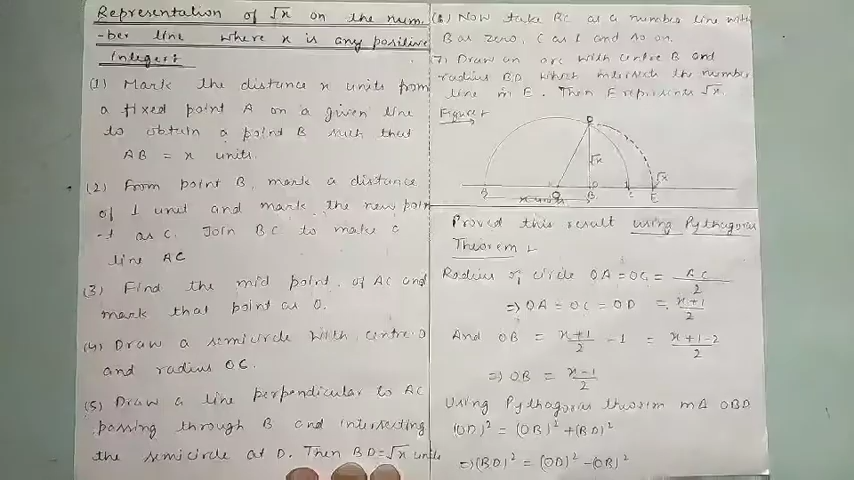 Representation of √x on the num
-ber line where x is any positive
Integer:
(1) Mark the distance x units from
a fixed point A on a given line
to obtain a point B such that
AB = x units.
(2) From point B, mark a distance
of 1 unit and mark the new poin
-t as C. Join BC to make a
line AC
(3) Find the mid point of AC and
mark that point as O.
(4) Draw a semicircle with centre O
and radius OC.
(5) Draw a line perpendicular to AC
passing through B and intersecting
the semicircle at D. Then BD=√x units
(6) Now take BC as a number line with
B as zero, C as 1 and so on.
7) Draw an arc with centre B and
radius BD which intersects the number
line in E. Then E represents √x.
Figure
D
√x
√x
O B C E
x units
Proved this result using Pythagoras
Theorem
Radius of circle OA = OC = AC/2
⇒ OA = OC = OD = x+1/2
And OB = x+1/2 - 1 = x+1-2/2
⇒ OB = x-1/2
Using Pythagoras theorm in Δ OBD
(OD)² = (OB)² + (BD)²
⇒ (BD)² = (OD)² - (OB)²